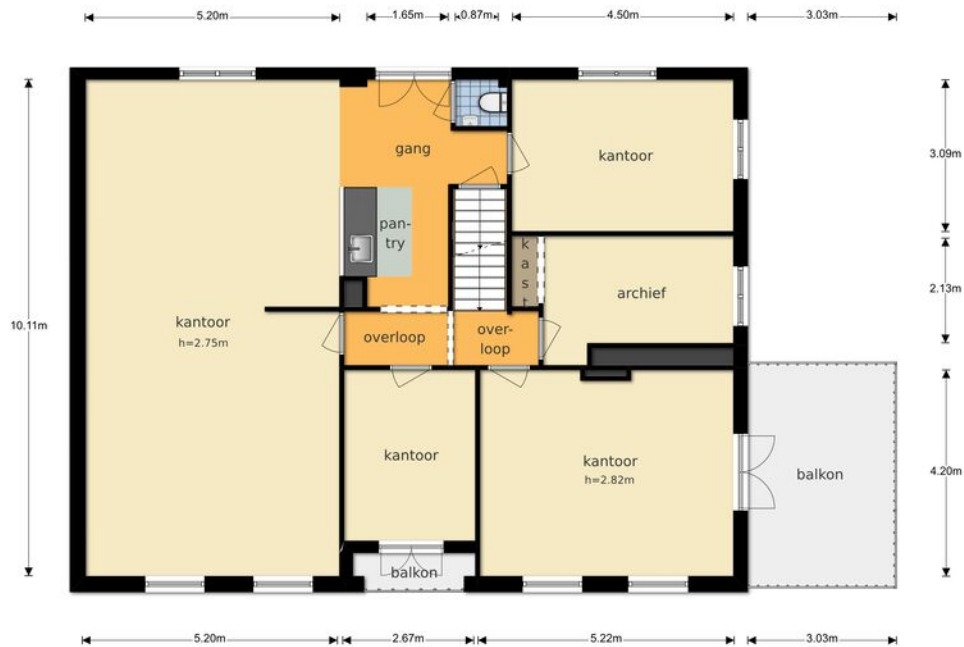 5.20m
1.65m
0.87m
4.50m
3.03m
gang
kantoor
3.09m
pan-
try
k
a
s
t
archief
2.13m
10.11m
kantoor
h=2.75m
overloop
over-
loop
kantoor
kantoor
h=2.82m
balkon
4.20m
balkon
5.20m
2.67m
5.22m
3.03m